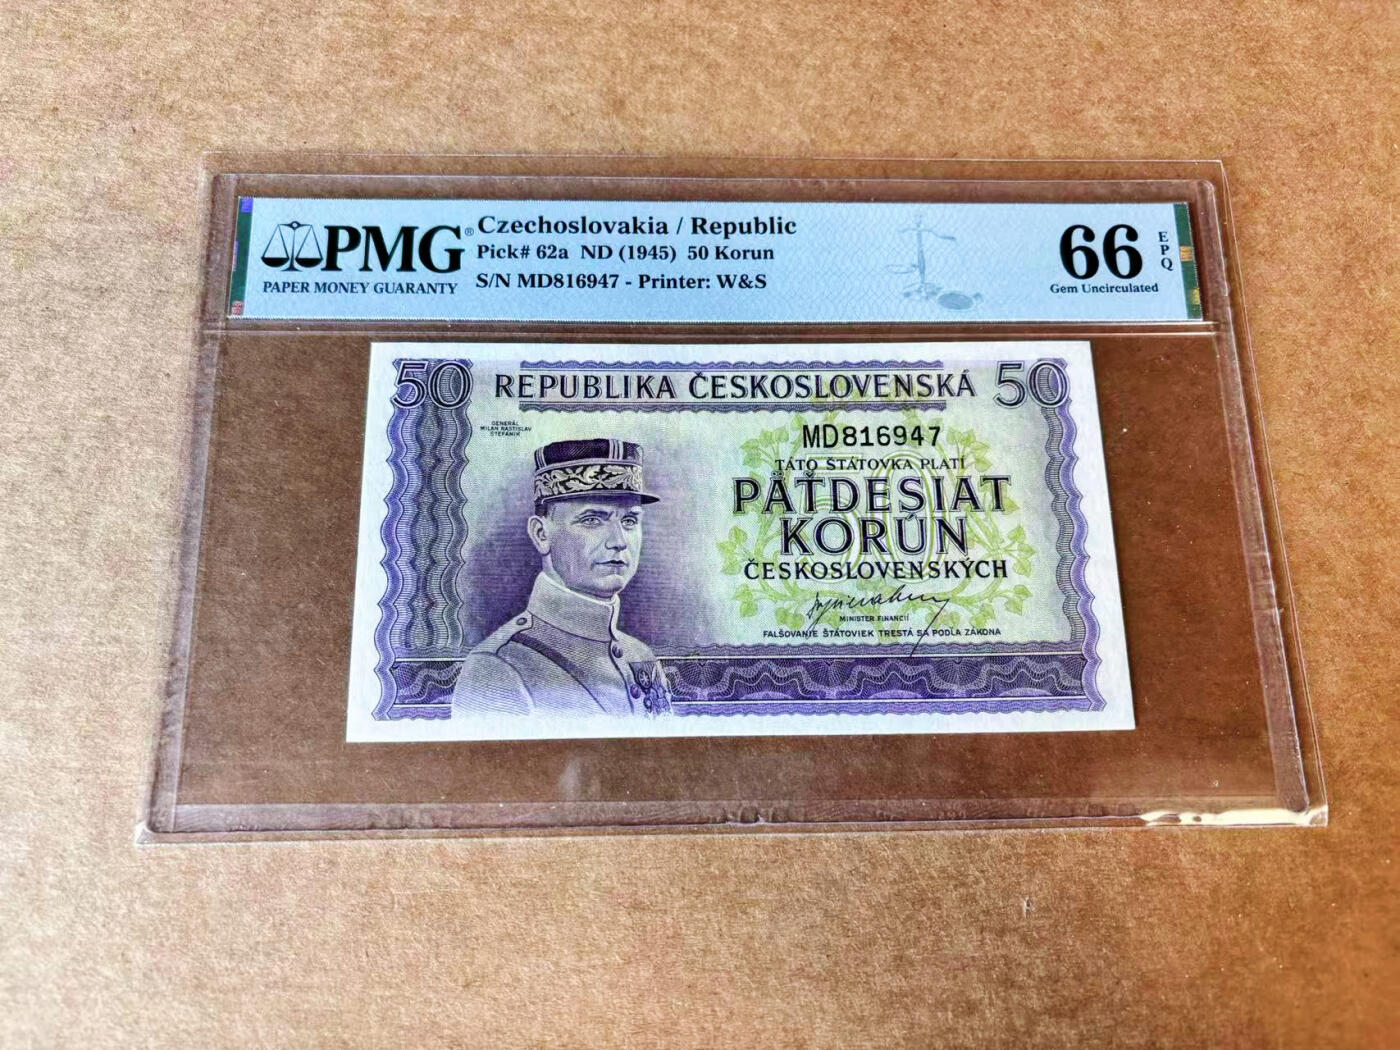 PMG®
PAPER MONEY GUARANTY
Czechoslovakia / Republic
Pick# 62a ND (1945) 50 Korun
S/N MD816947 - Printer: W&S
66
EPQ
Gem Uncirculated
50 REPUBLIKA ČESKOSLOVENSKÁ 50
GENERÁL
MILAN RASTISLAV
ŠTEFÁNIK
MD816947
TÁTO ŠTÁTOVKA PLATÍ
PÄŤDESIAT
KORÚN
ČESKOSLOVENSKÝCH
MINISTER FINANCIÍ
FALŠOVANIE ŠTÁTOVIEK TRESTÁ SA PODĽA ZÁKONA